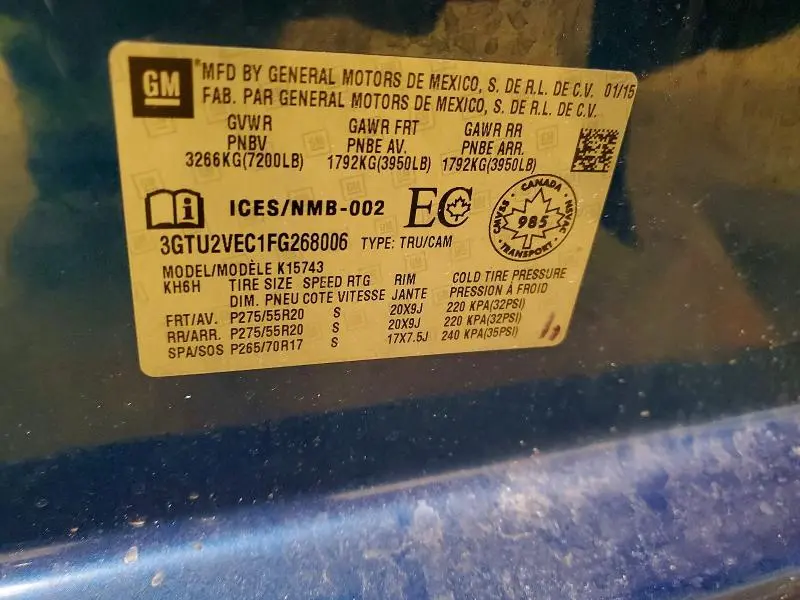 GM
*MFD BY GENERAL MOTORS DE MEXICO, S. DE R.L. DE C.V. 01/15
FAB. PAR GENERAL MOTORS DE MEXICO, S. DE R.L. DE C.V.
GVWR GAWR FRT GAWR RR
PNBV PNBE AV. PNBE ARR.
3266KG(7200LB) 1792KG(3950LB) 1792KG(3950LB)
i ICES/NMB-002 EC
CANADA
CMVSS 985 NSVAC
TRANSPORT
3GTU2VEC1FG268006 TYPE: TRU/CAM
MODEL/MODÈLE K15743
KH6H TIRE SIZE SPEED RTG RIM COLD TIRE PRESSURE
DIM. PNEU COTE VITESSE JANTE PRESSION À FROID
FRT/AV. P275/55R20 S 20X9J 220 KPA(32PSI)
RR/ARR. P275/55R20 S 20X9J 220 KPA(32PSI)
SPA/SOS P265/70R17 S 17X7.5J 240 KPA(35PSI)